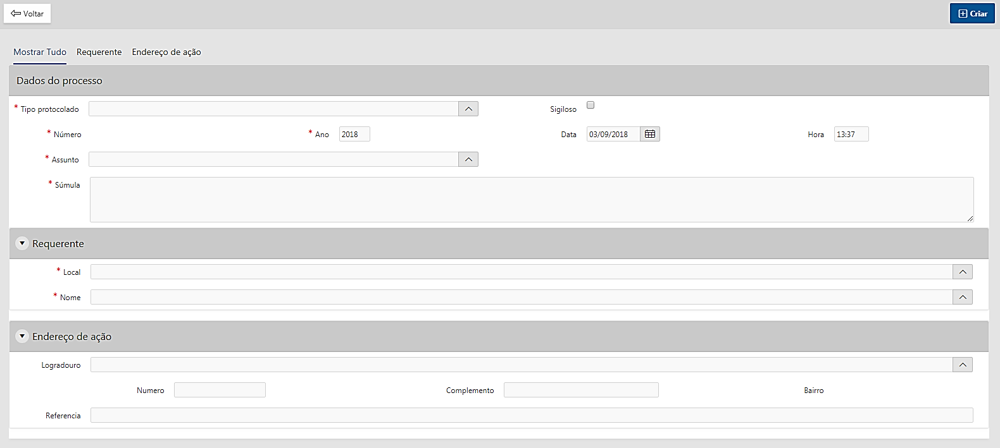 Voltar
Criar
Mostrar Tudo Requerente Endereço de ação
Dados do processo
* Tipo protocolado Sigiloso
* Número * Ano 2018 Data 03/09/2018 Hora 13:37
* Assunto
* Súmula
Requerente
* Local
* Nome
Endereço de ação
Logradouro
Numero Complemento Bairro
Referencia